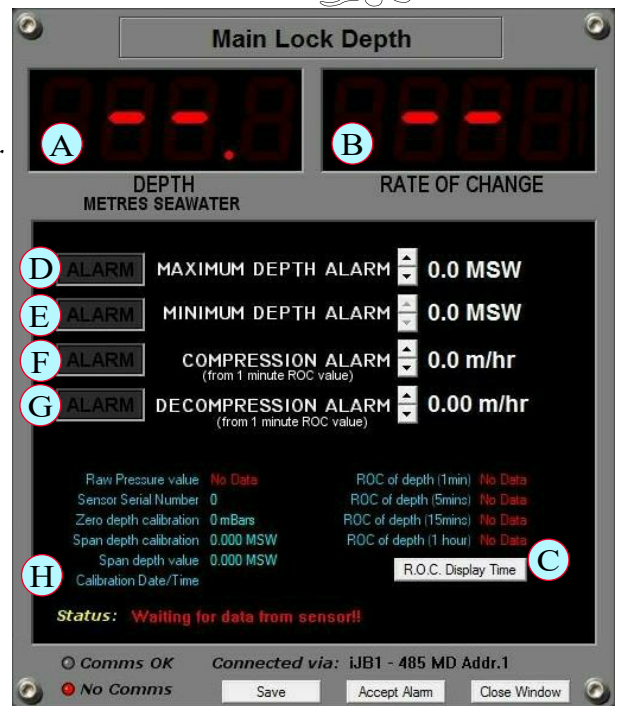 Main Lock Depth
A
B
DEPTH
METRES SEAWATER
RATE OF CHANGE
D ALARM MAXIMUM DEPTH ALARM 0.0 MSW
E ALARM MINIMUM DEPTH ALARM 0.0 MSW
F ALARM COMPRESSION ALARM 0.0 m/hr
(from 1 minute ROC value)
G ALARM DECOMPRESSION ALARM 0.00 m/hr
(from 1 minute ROC value)
Raw Pressure value No Data
Sensor Serial Number 0
Zero depth calibration 0 mBars
Span depth calibration 0.000 MSW
Span depth value 0.000 MSW
H Calibration Date/Time
ROC of depth (1min) No Data
ROC of depth (5mins) No Data
ROC of depth (15mins) No Data
ROC of depth (1 hour) No Data
R.O.C. Display Time C
Status: Waiting for data from sensor!!
Comms OK Connected via: iJB1 - 485 MD Addr.1
No Comms Save Accept Alarm Close Window